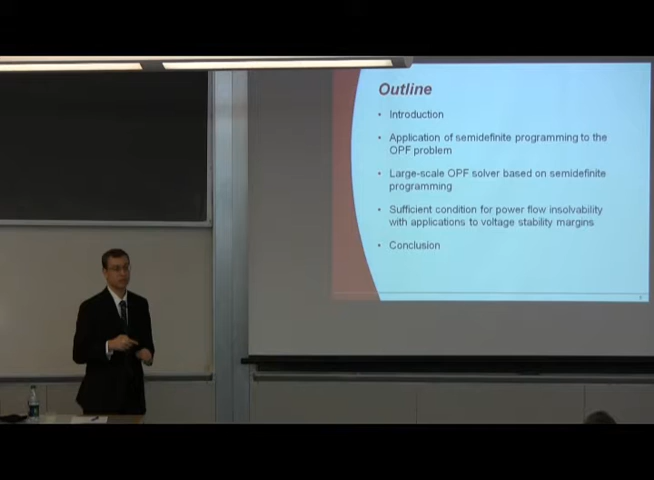 Outline
• Introduction
• Application of semidefinite programming to the
OPF problem
• Large-scale OPF solver based on semidefinite
programming
• Sufficient condition for power flow insolvability
with applications to voltage stability margins
• Conclusion